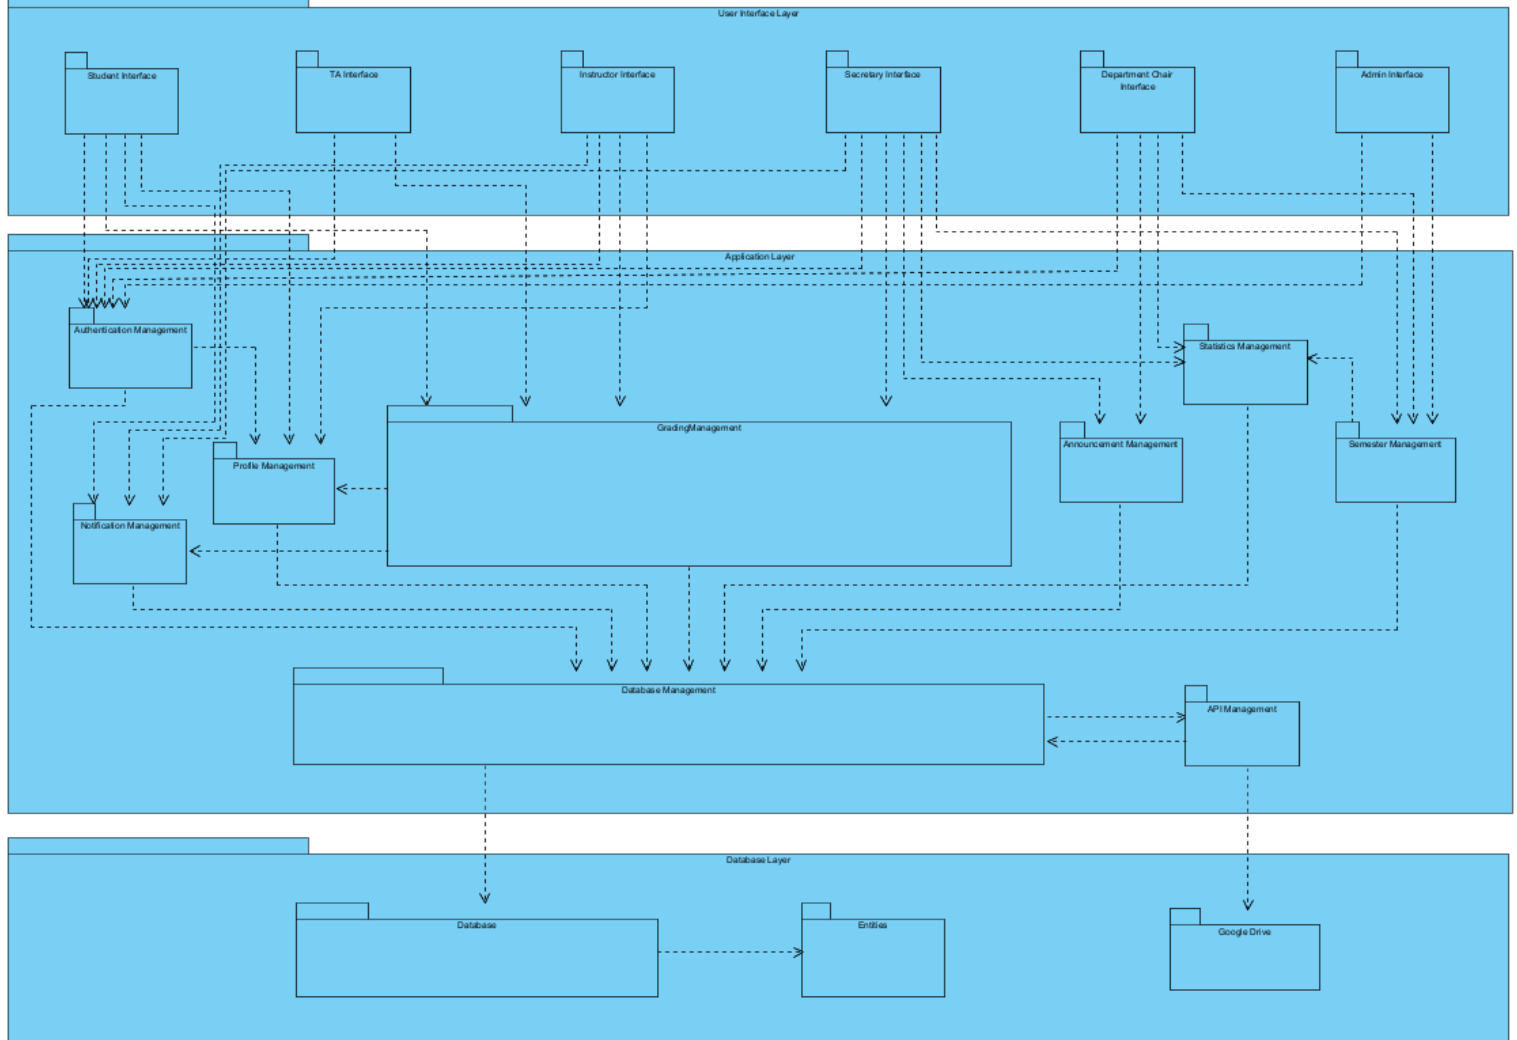 User Interface Layer
Student Interface
TA Interface
Instructor Interface
Secretary Interface
Department Chair
Interface
Admin Interface
Application Layer
Authentication Management
Statistics Management
GradingManagement
Announcement Management
Semester Management
Profile Management
Notification Management
Database Management
API Management
Database Layer
Database
Entities
Google Drive